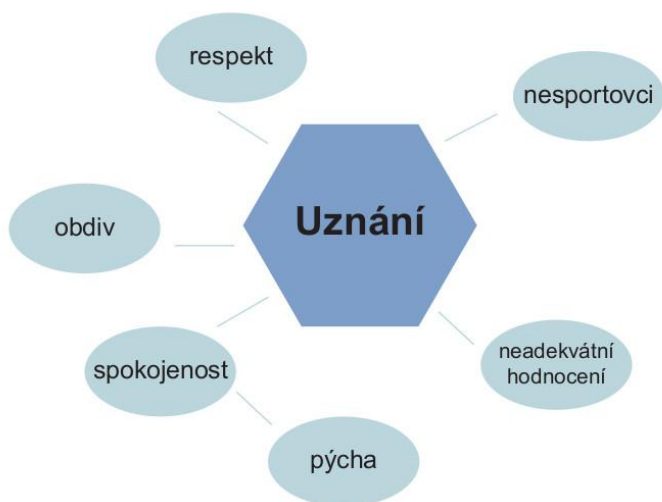 respekt
nesportovci
Uznání
obdiv
spokojenost
neadekvátní
hodnocení
pýcha